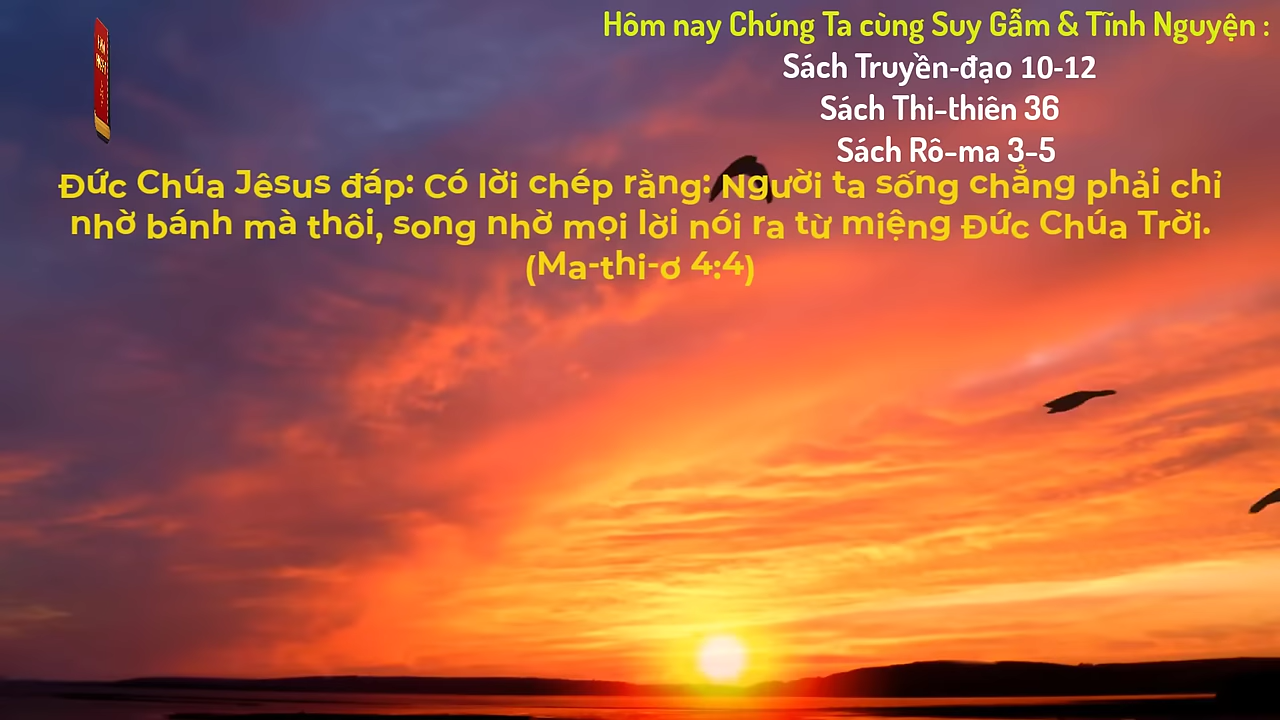 Hôm nay Chúng Ta cùng Suy Gẫm & Tĩnh Nguyện :
Sách Truyền-đạo 10-12
Sách Thi-thiên 36
Sách Rô-ma 3-5
Đức Chúa Jêsus đáp: Có lời chép rằng: Người ta sống chẳng phải chỉ
nhờ bánh mà thôi, song nhờ mọi lời nói ra từ miệng Đức Chúa Trời.
(Ma-thi-ơ 4:4)